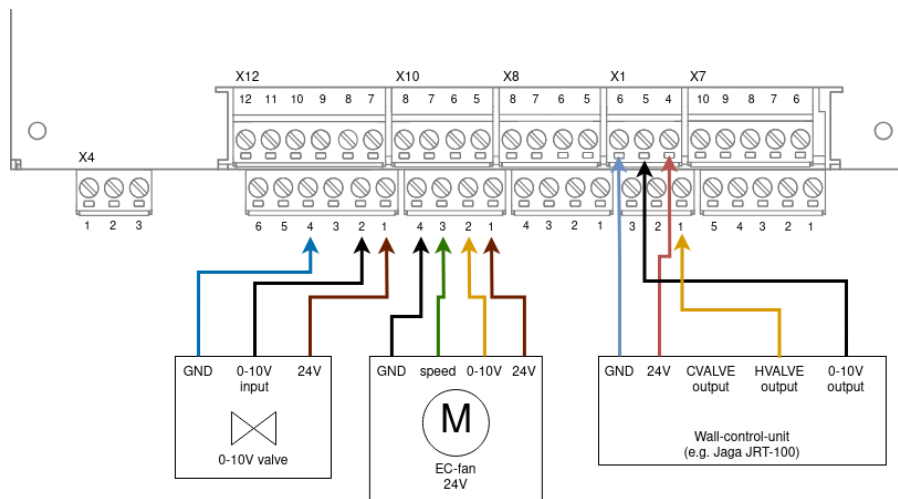 X12 X10 X8 X1 X7
12 11 10 9 8 7 8 7 6 5 8 7 6 5 6 5 4 10 9 8 7 6
X4
1 2 3 6 5 4 3 2 1 4 3 2 1 4 3 2 1 3 2 1 5 4 3 2 1
GND 0-10V input 24V
0-10V valve
GND speed 0-10V 24V
M
EC-fan
24V
GND 24V CVALVE output HVALVE output 0-10V output
Wall-control-unit
(e.g. Jaga JRT-100)